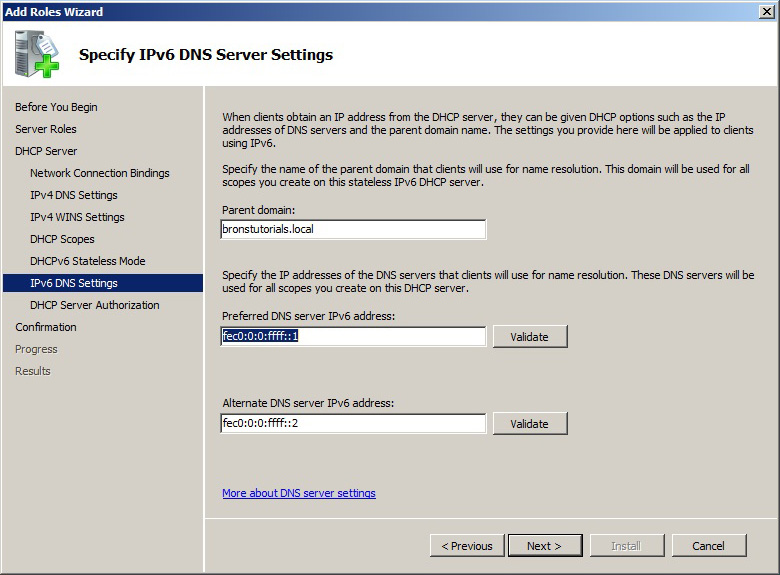 Add Roles Wizard
Specify IPv6 DNS Server Settings
Before You Begin
Server Roles
DHCP Server
Network Connection Bindings
IPv4 DNS Settings
IPv4 WINS Settings
DHCP Scopes
DHCPv6 Stateless Mode
IPv6 DNS Settings
DHCP Server Authorization
Confirmation
Progress
Results
When clients obtain an IP address from the DHCP server, they can be given DHCP options such as the IP
addresses of DNS servers and the parent domain name. The settings you provide here will be applied to clients
using IPv6.
Specify the name of the parent domain that clients will use for name resolution. This domain will be used for all
scopes you create on this stateless IPv6 DHCP server.
Parent domain:
bronstutorials.local
Specify the IP addresses of the DNS servers that clients will use for name resolution. These DNS servers will be
used for all scopes you create on this DHCP server.
Preferred DNS server IPv6 address:
fec0:0:0:ffff::1
Validate
Alternate DNS server IPv6 address:
fec0:0:0:ffff::2
Validate
More about DNS server settings
< Previous
Next >
Install
Cancel